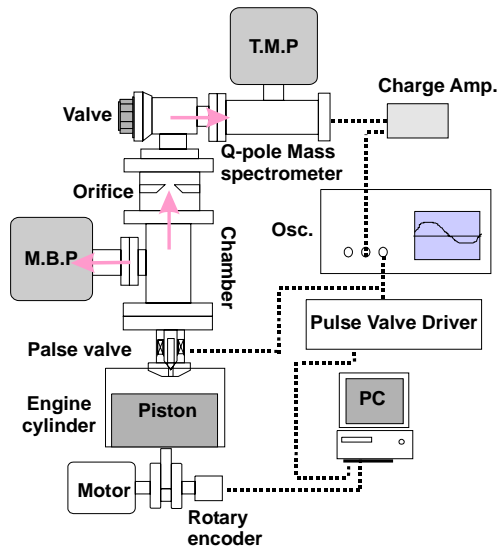 T.M.P
Charge Amp.
Valve
Q-pole Mass
spectrometer
Orifice
Osc.
Chamber
M.B.P
Pulse Valve Driver
Palse valve
PC
Engine
cylinder
Piston
Motor
Rotary
encoder